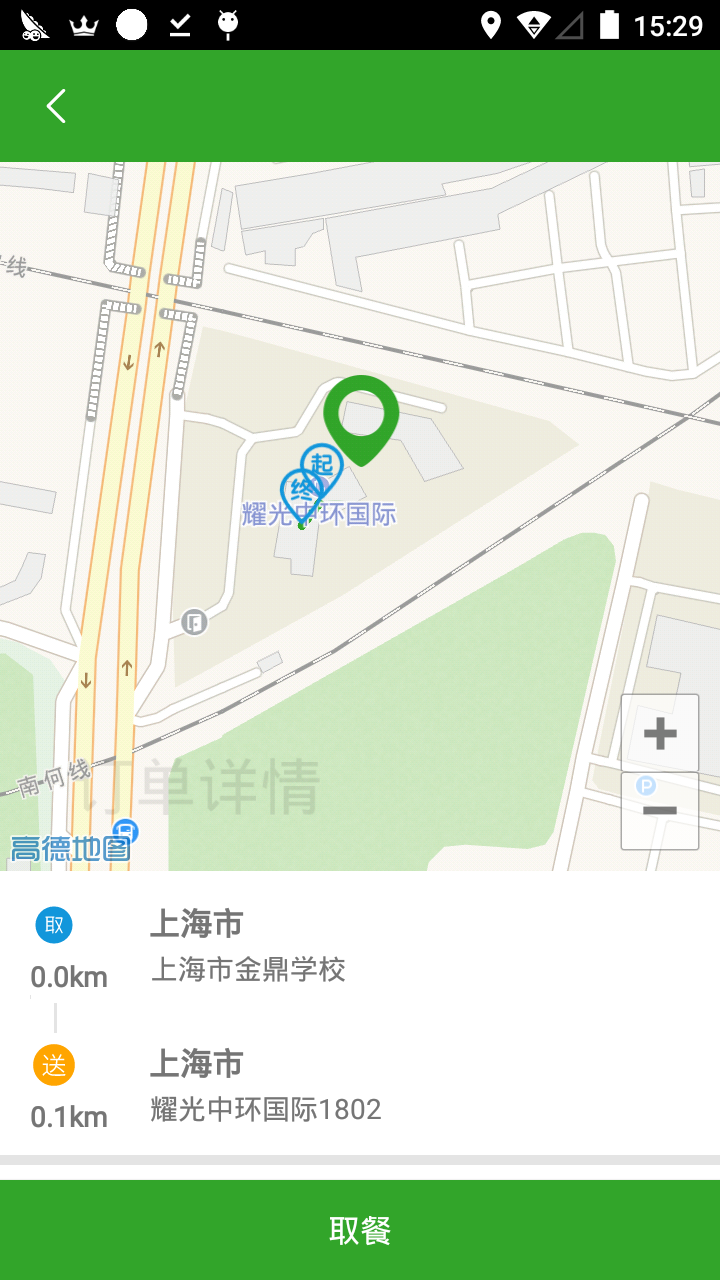 15:29
线
起
终
耀光中环国际
南何线
订单详情
P
高德地图
取
上海市
0.0km
上海市金鼎学校
送
上海市
0.1km
耀光中环国际1802
取餐